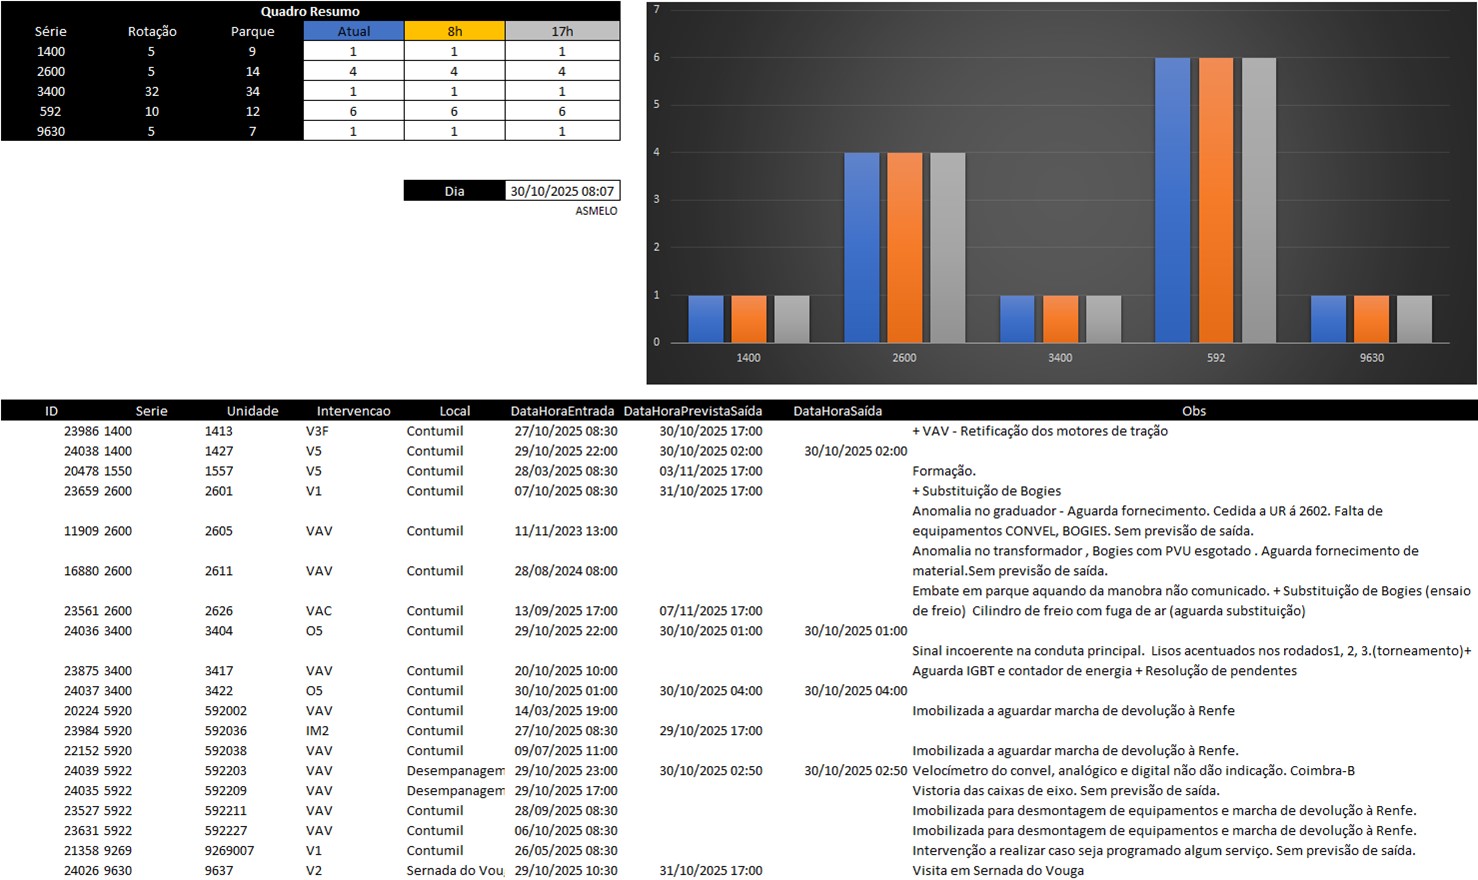 Quadro Resumo
Série Rotação Parque Atual 8h 17h
1400 5 9 1 1 1
2600 5 14 4 4 4
3400 32 34 1 1 1
592 10 12 6 6 6
9630 5 7 1 1 1
Dia 30/10/2025 08:07
ASMELO
7
6
5
4
3
2
1
0
1400 2600 3400 592 9630
ID Serie Unidade Intervencao Local DataHoraEntrada DataHoraPrevistaSaída DataHoraSaída Obs
23986 1400 1413 V3F Contumil 27/10/2025 08:30 30/10/2025 17:00 + VAV - Retificação dos motores de tração
24038 1400 1427 V5 Contumil 29/10/2025 22:00 30/10/2025 02:00 30/10/2025 02:00
20478 1550 1557 V5 Contumil 28/03/2025 08:30 03/11/2025 17:00 Formação.
23659 2600 2601 V1 Contumil 07/10/2025 08:30 31/10/2025 17:00 + Substituição de Bogies
Anomalia no graduador - Aguarda fornecimento. Cedida a UR á 2602. Falta de
11909 2600 2605 VAV Contumil 11/11/2023 13:00 equipamentos CONVEL, BOGIES. Sem previsão de saída.
Anomalia no transformador , Bogies com PVU esgotado . Aguarda fornecimento de
16880 2600 2611 VAV Contumil 28/08/2024 08:00 material.Sem previsão de saída.
Embate em parque aquando da manobra não comunicado. + Substituição de Bogies (ensaio
23561 2600 2626 VAC Contumil 13/09/2025 17:00 07/11/2025 17:00 de freio) Cilindro de freio com fuga de ar (aguarda substituição)
24036 3400 3404 O5 Contumil 29/10/2025 22:00 30/10/2025 01:00 30/10/2025 01:00
Sinal incoerente na conduta principal. Lisos acentuados nos rodados1, 2, 3.(torneamento)+
23875 3400 3417 VAV Contumil 20/10/2025 10:00 Aguarda IGBT e contador de energia + Resolução de pendentes
24037 3400 3422 O5 Contumil 30/10/2025 01:00 30/10/2025 04:00 30/10/2025 04:00
20224 5920 592002 VAV Contumil 14/03/2025 19:00 Imobilizada a aguardar marcha de devolução à Renfe
23984 5920 592036 IM2 Contumil 27/10/2025 08:30 29/10/2025 17:00
22152 5920 592038 VAV Contumil 09/07/2025 11:00 Imobilizada a aguardar marcha de devolução à Renfe.
24039 5922 592203 VAV Desempanagem 29/10/2025 23:00 30/10/2025 02:50 30/10/2025 02:50 Velocímetro do convel, analógico e digital não dão indicação. Coimbra-B
24035 5922 592209 VAV Desempanagem 29/10/2025 17:00 Vistoria das caixas de eixo. Sem previsão de saída.
23527 5922 592211 VAV Contumil 28/09/2025 08:30 Imobilizada para desmontagem de equipamentos e marcha de devolução à Renfe.
23631 5922 592227 VAV Contumil 06/10/2025 08:30 Imobilizada para desmontagem de equipamentos e marcha de devolução à Renfe.
21358 9269 9269007 V1 Contumil 26/05/2025 08:30 Intervenção a realizar caso seja programado algum serviço. Sem previsão de saída.
24026 9630 9637 V2 Sernada do Vou 29/10/2025 10:30 31/10/2025 17:00 Visita em Sernada do Vouga